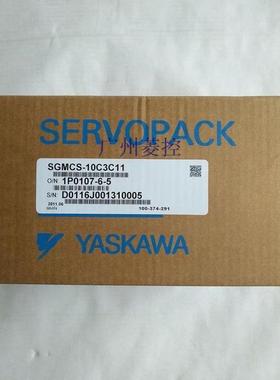 SERVOPACK
广州菱控
SGMCS-10C3C11
O/N: 1P0107-6-5
S/N: D0116J001310005
2011.06
100-374-291
YASKAWA